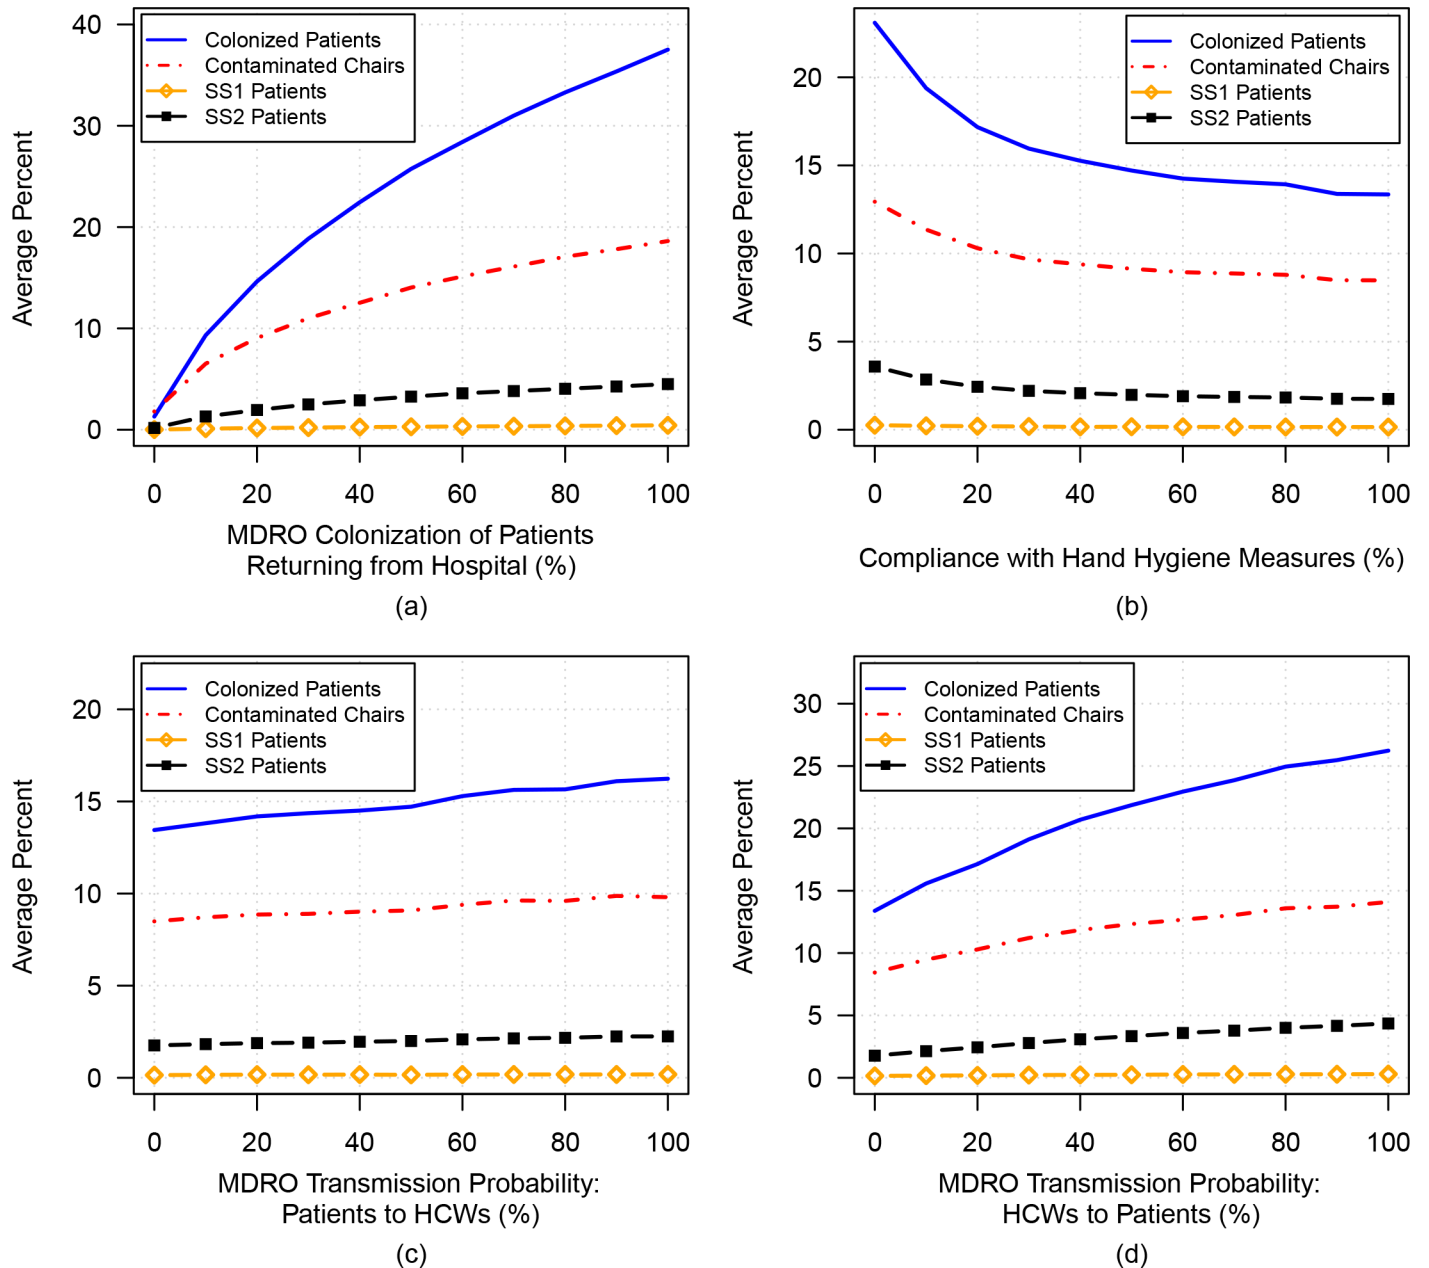 40
30
20
10
0
Average Percent
Colonized Patients
Contaminated Chairs
SS1 Patients
SS2 Patients
0 20 40 60 80 100
MDRO Colonization of Patients
Returning from Hospital (%)
(a)
20
15
10
5
0
Average Percent
Colonized Patients
Contaminated Chairs
SS1 Patients
SS2 Patients
0 20 40 60 80 100
Compliance with Hand Hygiene Measures (%)
(b)
20
15
10
5
0
Average Percent
Colonized Patients
Contaminated Chairs
SS1 Patients
SS2 Patients
0 20 40 60 80 100
MDRO Transmission Probability:
Patients to HCWs (%)
(c)
30
25
20
15
10
5
0
Average Percent
Colonized Patients
Contaminated Chairs
SS1 Patients
SS2 Patients
0 20 40 60 80 100
MDRO Transmission Probability:
HCWs to Patients (%)
(d)